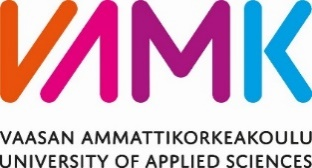 VAMK
VAASAN AMMATTIKORKEAKOULU
UNIVERSITY OF APPLIED SCIENCES